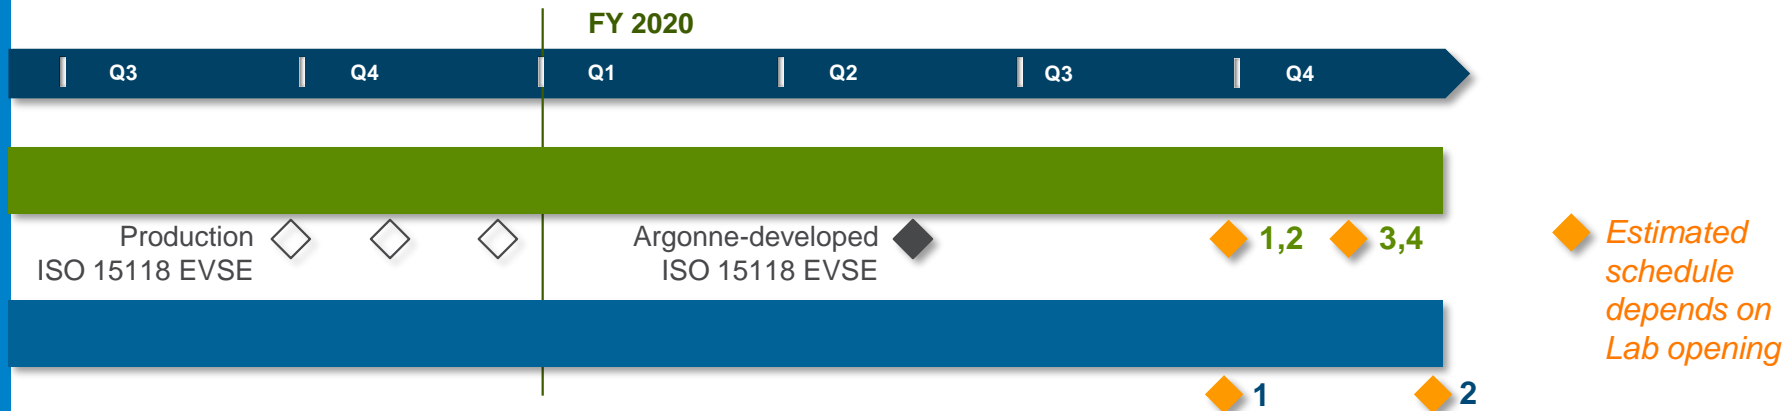 FY 2020
Q3 Q4 Q1 Q2 Q3 Q4
Production
ISO 15118 EVSE
Argonne-developed
ISO 15118 EVSE
1,2 3,4
Estimated
schedule
depends on
Lab opening
1 2